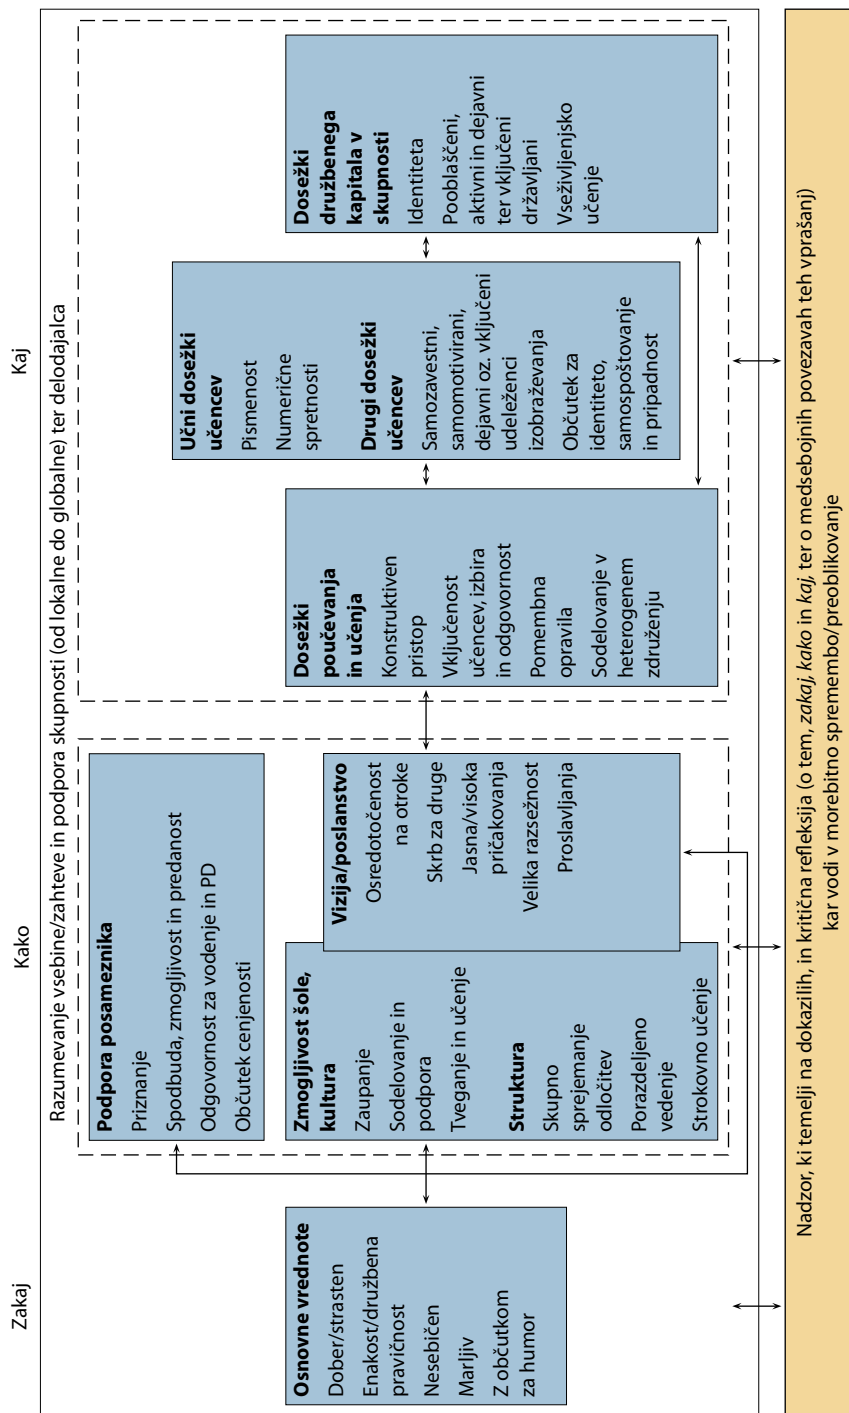 Zakaj
Kako
Kaj
Razumevanje vsebine/zahteve in podpora skupnosti (od lokalne do globalne) ter delodajalca
Osnovne vrednote
Dober/strasten
Enakost/družbena
pravičnost
Nesebičen
Marljiv
Z občutkom
za humor
Podpora posameznika
Priznanje
Spodbuda, zmogljivost in predanost
Odgovornost za vodenje in PD
Občutek cenjenosti
Zmogljivost šole,
kultura
Zaupanje
Sodelovanje in
podpora
Tveganje in učenje
Struktura
Skupno
sprejemanje
odločitev
Porazdeljeno
vedenje
Strokovno učenje
Vizija/poslanstvo
Osredotočenost
na otroke
Skrb za druge
Jasna/visoka
pričakovanja
Velika razsežnost
Proslavljanja
Dosežki
poučevanja
in učenja
Konstruktiven
pristop
Vključenost
učencev, izbira
in odgovornost
Pomembna
opravila
Sodelovanje v
heterogenem
združenju
Učni dosežki
učencev
Pismenost
Numerične
spretnosti
Drugi dosežki
učencev
Samozavestni,
samomotivirani,
dejavni oz. vključeni
udeleženci
izobraževanja
Občutek za
identiteto,
samospoštovanje
in pripadnost
Dosežki
družbenega
kapitala v
skupnosti
Identiteta
Pooblaščeni,
aktivni in dejavni
ter vključeni
državljani
Vseživljenjsko
učenje
Nadzor, ki temelji na dokazilih, in kritična refleksija (o tem, zakaj, kako in kaj, ter o medsebojnih povezavah teh vprašanj)
kar vodi v morebitno spremembo/preoblikovanje